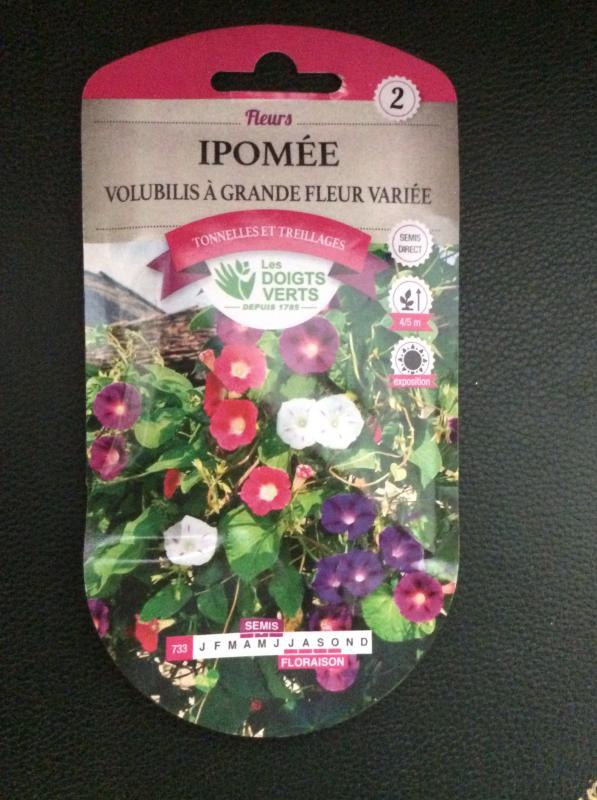 2
Fleurs
IPOMÉE
VOLUBILIS À GRANDE FLEUR VARIÉE
TONNELLES ET TREILLAGES
SEMIS
DIRECT
Les
DOIGTS
VERTS
DEPUIS 1785
4/5 m
exposition
SEMIS
733 J F M A M J J A S O N D
FLORAISON